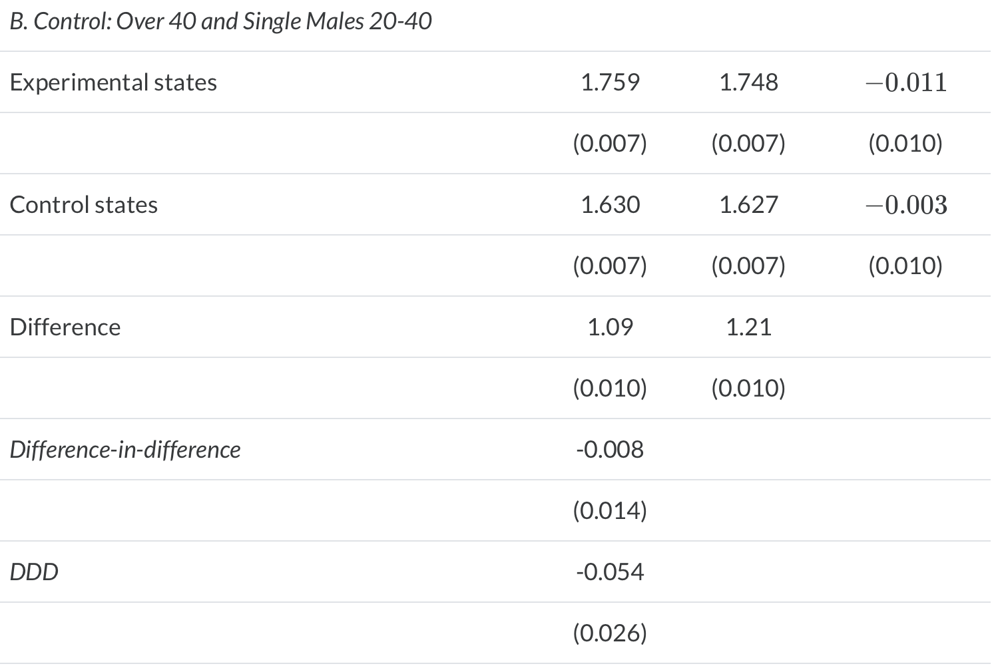 B. Control: Over 40 and Single Males 20-40
Experimental states 1.759 1.748 −0.011
(0.007) (0.007) (0.010)
Control states 1.630 1.627 −0.003
(0.007) (0.007) (0.010)
Difference 1.09 1.21
(0.010) (0.010)
Difference-in-difference -0.008
(0.014)
DDD -0.054
(0.026)